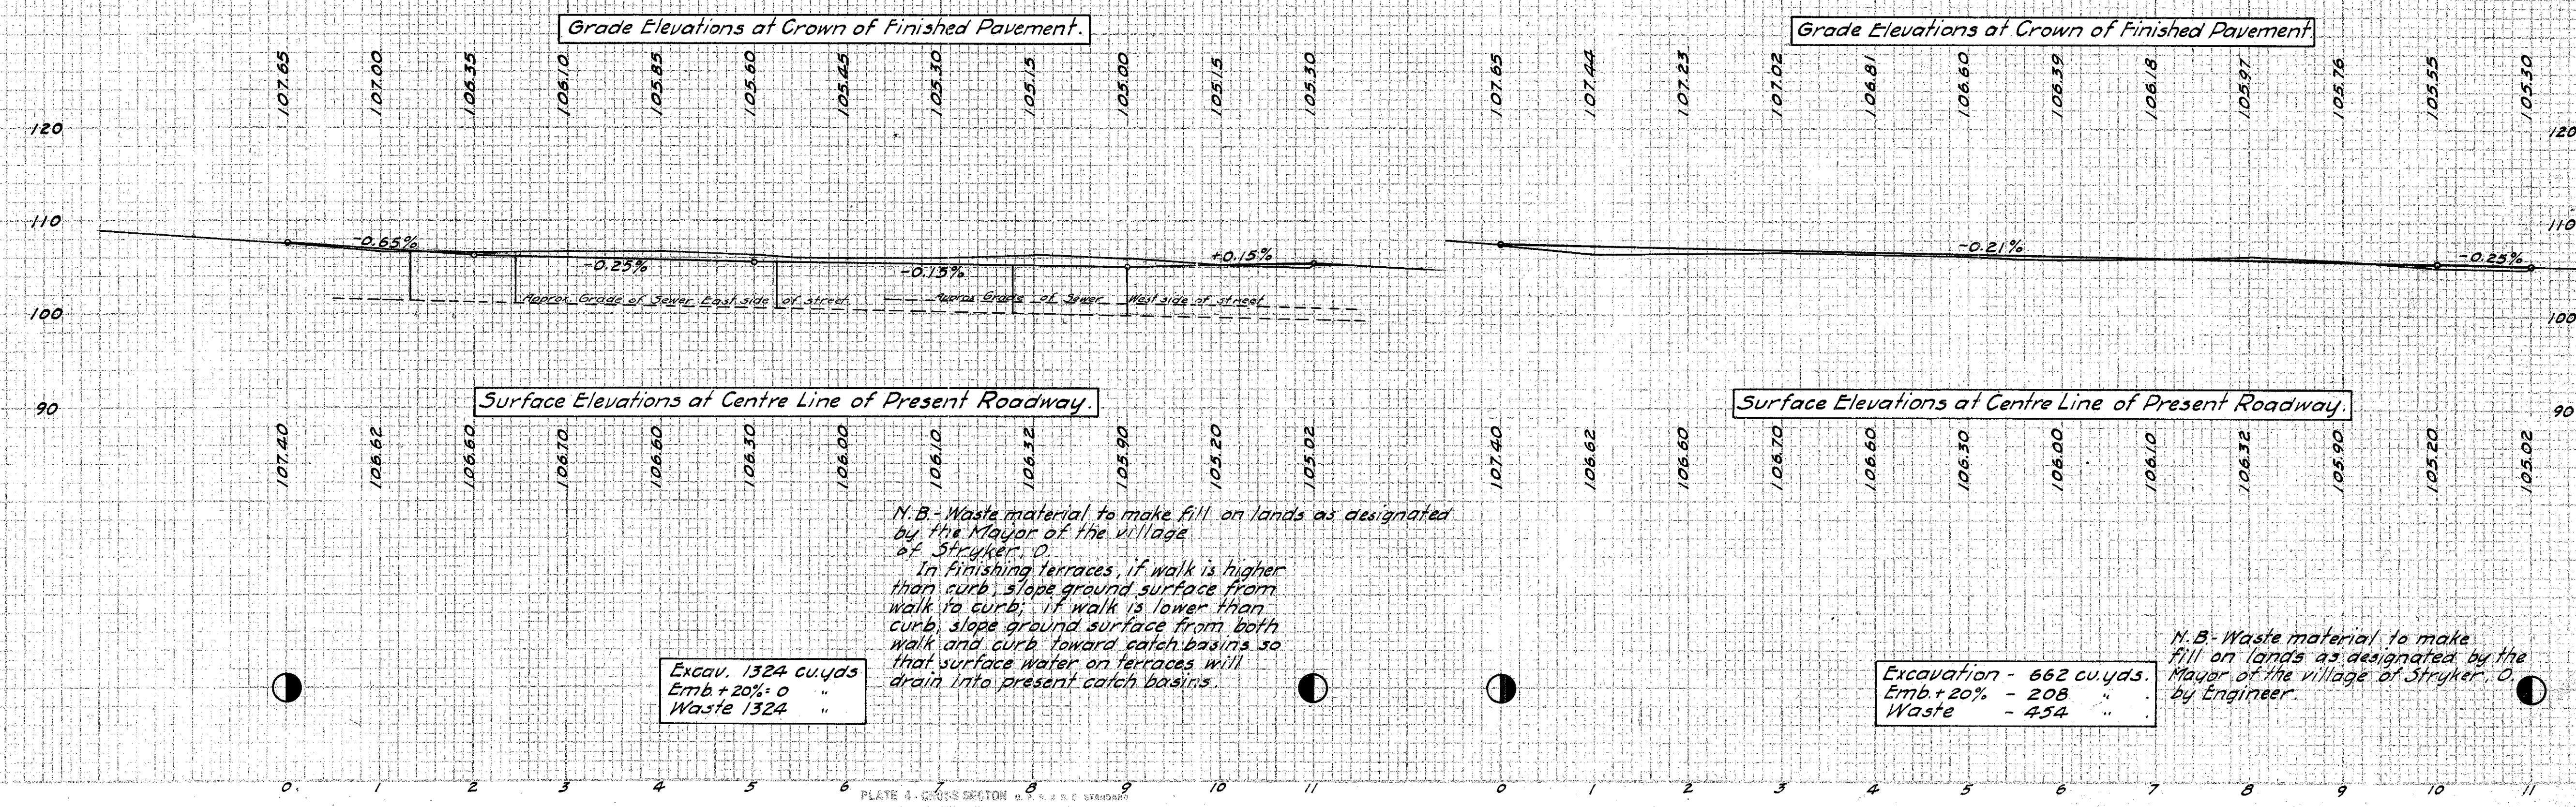 Grade Elevations at Crown of Finished Pavement.
107.65 107.00 106.35 106.10 105.85 105.60 105.45 105.30 105.15 105.00 105.15 105.30
120
110
100
90
-0.65%
-0.25%
-0.15%
+0.15%
Approx. Grade of Sewer East side of street.
Approx Grade of Sewer West side of street
Surface Elevations at Centre Line of Present Roadway.
107.40 106.62 106.60 106.70 106.60 106.30 106.00 106.10 106.32 105.90 105.20 105.02
N.B.- Waste material to make fill on lands as designated
by the Mayor of the village
of Stryker, O.
In finishing terraces, if walk is higher
than curb, slope ground surface from
walk to curb; if walk is lower than
curb, slope ground surface from both
walk and curb toward catch basins so
that surface water on terraces will
drain into present catch basins.
Excav. 1324 cu.yds
Emb.+20%= 0 "
Waste 1324 "
0. 1 2 3 4 5 6 7 8 9 10 11
PLATE 4 - CROSS SECTION
STANDARD
Grade Elevations at Crown of Finished Pavement.
107.65 107.44 107.23 107.02 106.81 106.60 106.39 106.18 105.97 105.76 105.55 105.30
120
110
100
90
-0.21%
-0.25%
Surface Elevations at Centre Line of Present Roadway.
107.40 106.62 106.60 106.70 106.60 106.30 106.00 106.10 106.32 105.90 105.20 105.02
Excavation - 662 cu.yds.
Emb.+20% - 208 " .
Waste - 454 " .
N.B.- Waste material to make
fill on lands as designated by the
Mayor of the village of Stryker, O.
by Engineer.
0 1 2 3 4 5 6 7 8 9 10 11